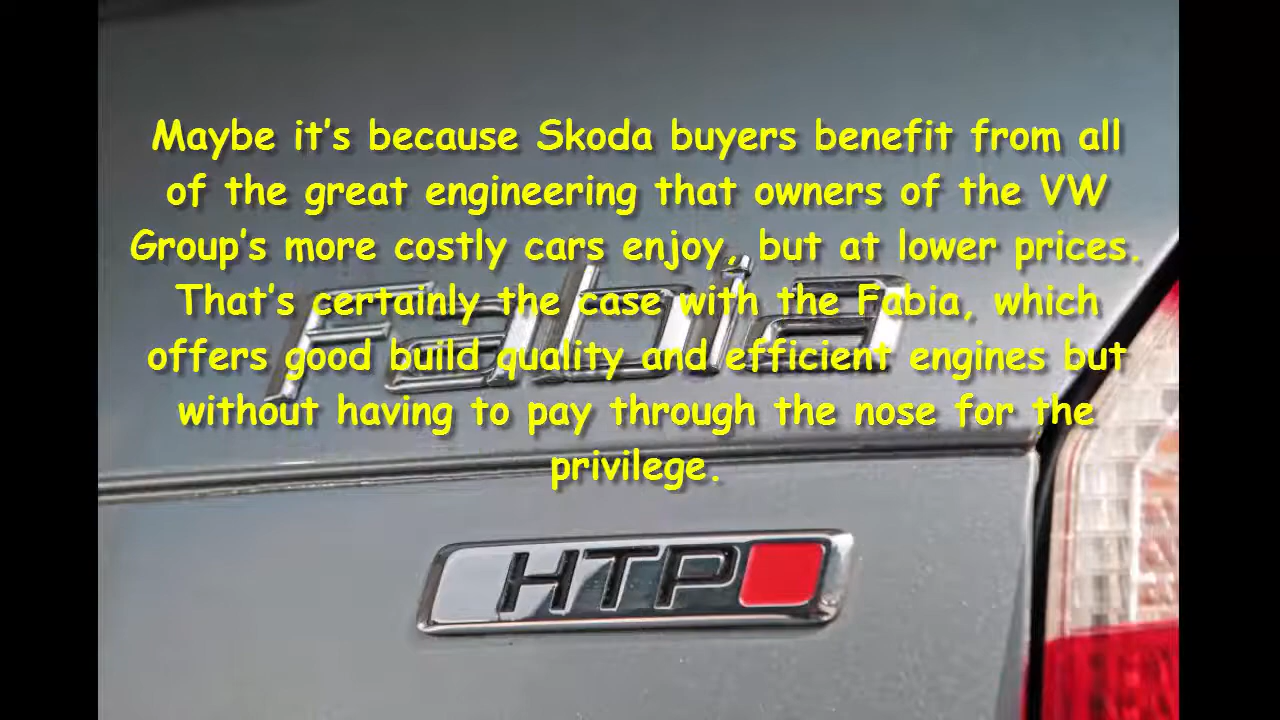 Maybe it's because Skoda buyers benefit from all
of the great engineering that owners of the VW
Group's more costly cars enjoy, but at lower prices.
That's certainly the case with the Fabia, which
offers good build quality and efficient engines but
without having to pay through the nose for the
privilege.
Fabia
HTP